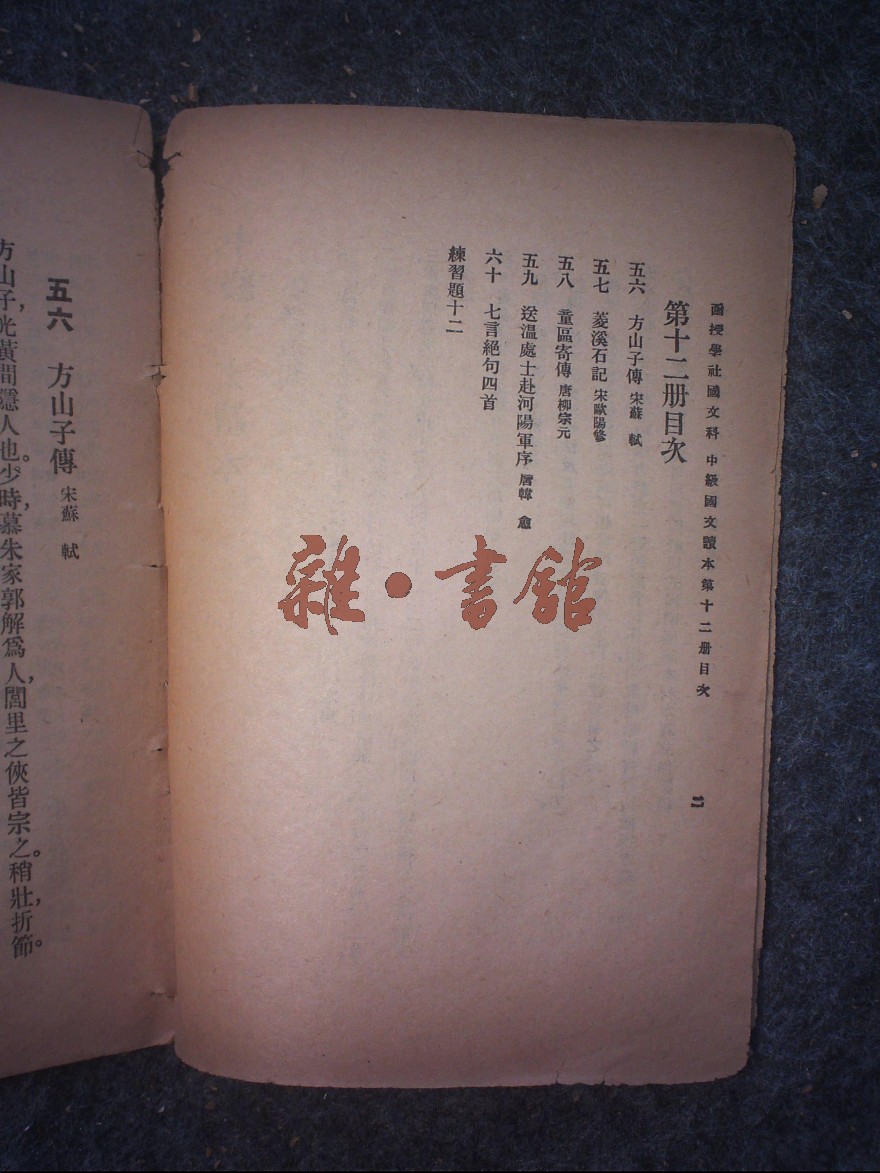 函授學社國文科 中級國文讀本第十二册目次 二
第十二册目次
五六 方山子傳 宋蘇 軾
五七 菱溪石記 宋歐陽修
五八 童區寄傳 唐柳宗元
五九 送溫處士赴河陽軍序 唐韓 愈
六十 七言絕句四首
練習題十二
雜·書館
五六 方山子傳 宋蘇 軾
方山子，光黃間隱人也。少時，慕朱家郭解爲人，閭里之俠皆宗之。稍壯，折節。